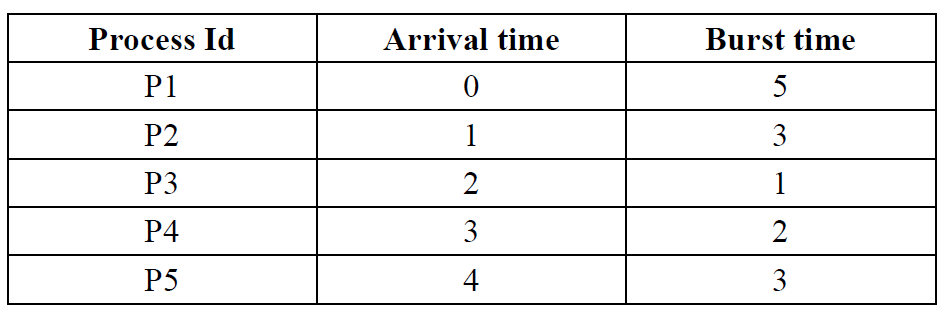 Process Id Arrival time Burst time
P1 0 5
P2 1 3
P3 2 1
P4 3 2
P5 4 3